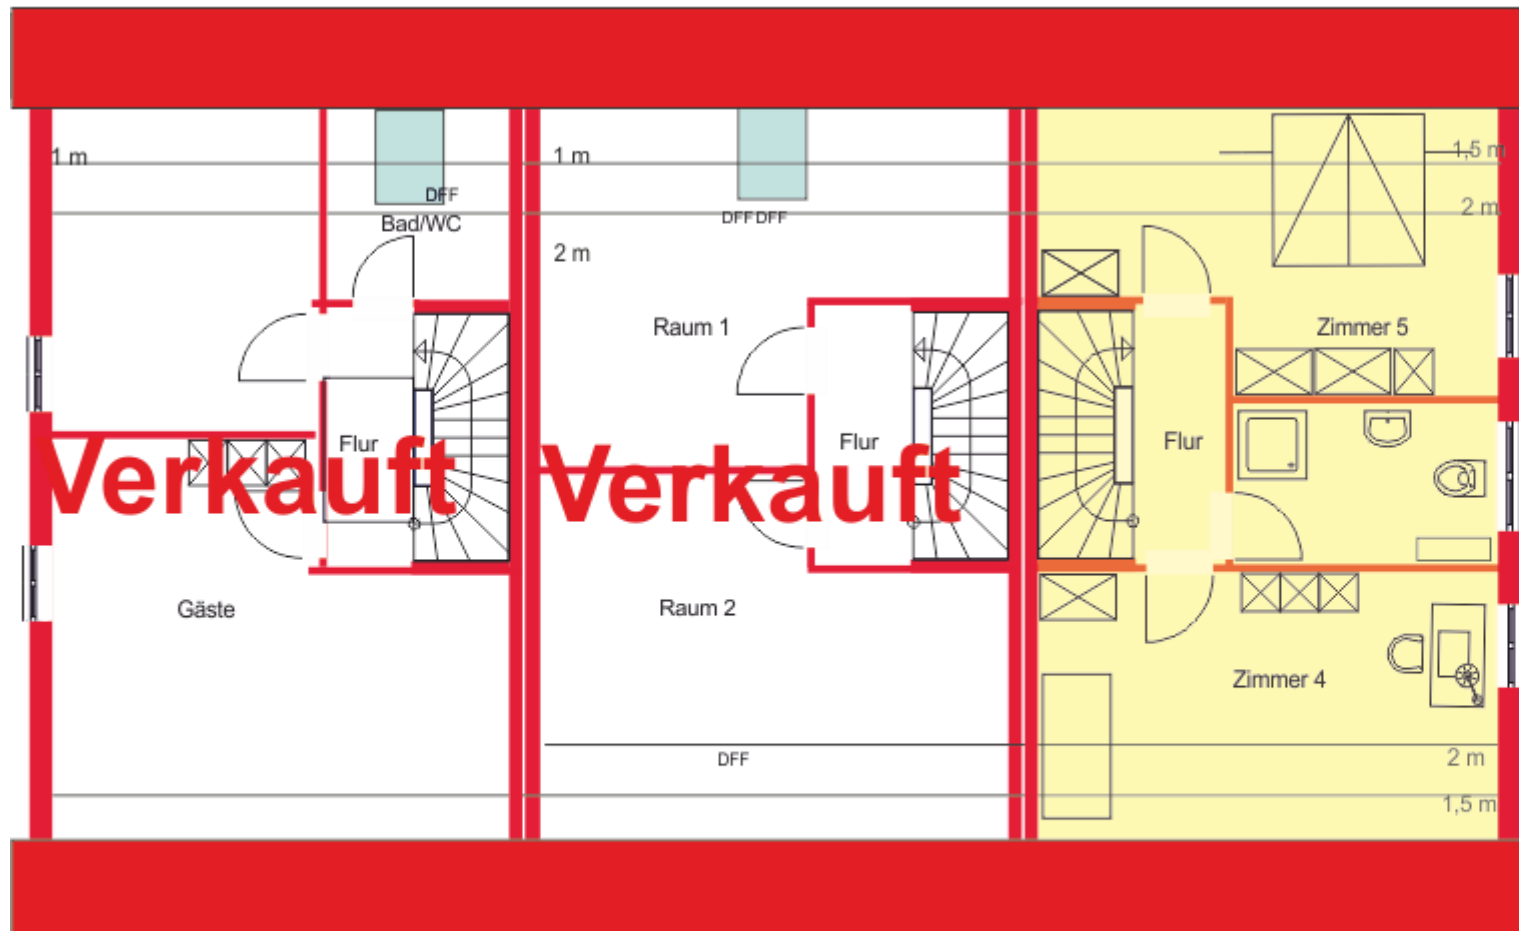 1 m
1 m
1,5 m
DFF
2 m
Bad/WC
DFF DFF
2 m
Raum 1
Zimmer 5
Flur
Flur
Flur
Verkauft
Verkauft
Gäste
Raum 2
Zimmer 4
DFF
2 m
1,5 m